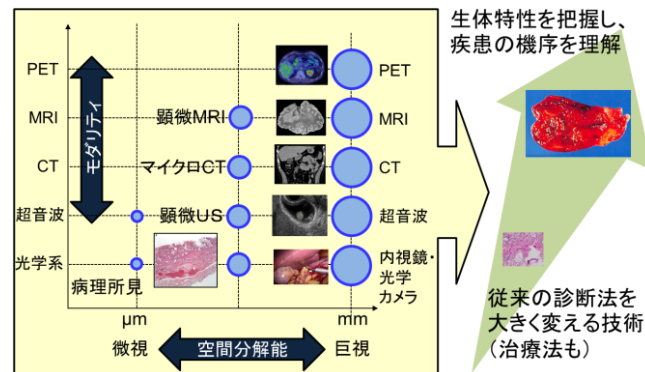 生体特性を把握し、
疾患の機序を理解
PET
PET
MRI
顕微MRI
MRI
モダリティ
CT
マイクロCT
CT
超音波
顕微US
超音波
光学系
内視鏡・
光学
カメラ
病理所見
μm
mm
微視
空間分解能
巨視
従来の診断法を
大きく変える技術
(治療法も)